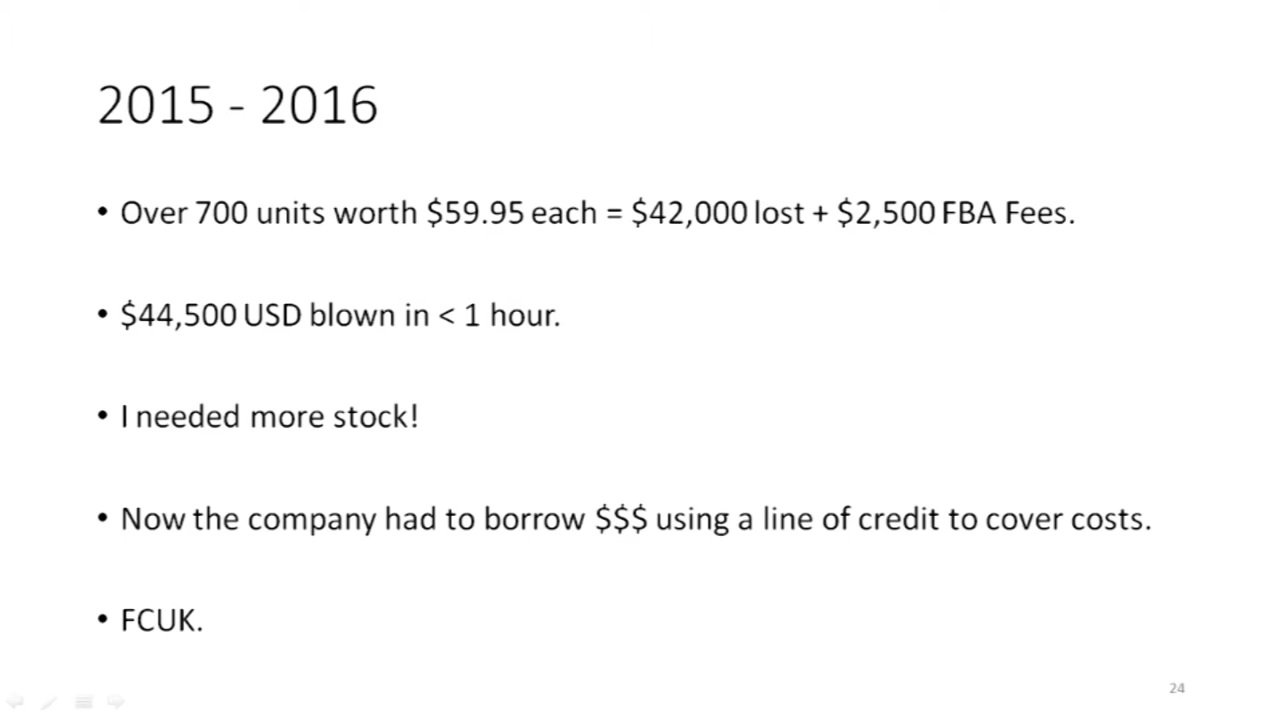 2015 - 2016
• Over 700 units worth $59.95 each = $42,000 lost + $2,500 FBA Fees.
• $44,500 USD blown in < 1 hour.
• I needed more stock!
• Now the company had to borrow $$$ using a line of credit to cover costs.
• FCUK.
24